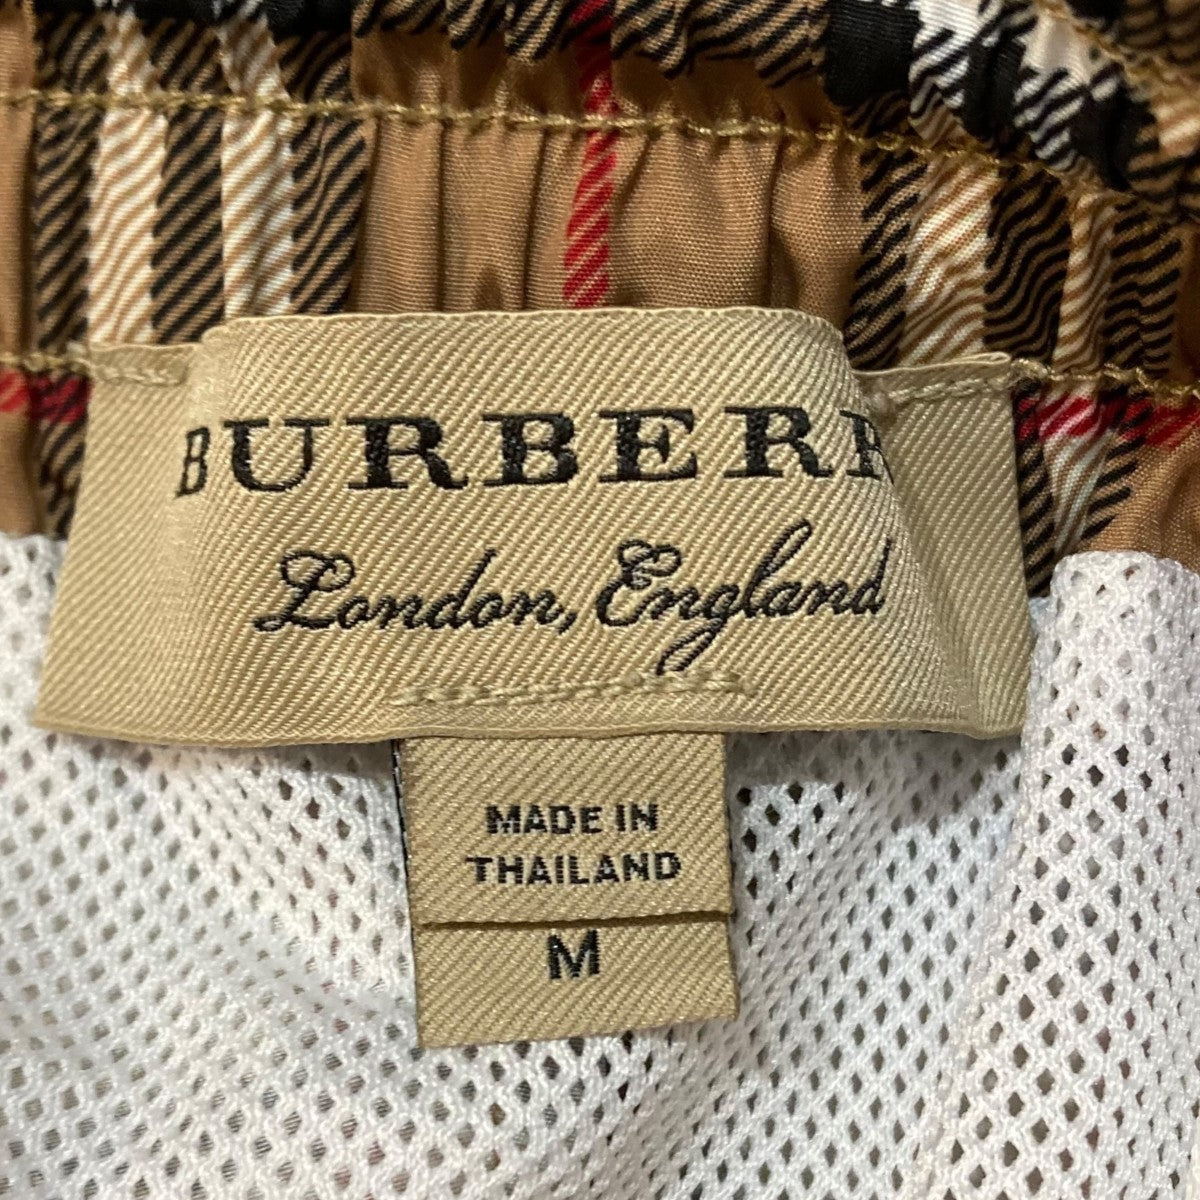 BURBERR
London, England
MADE IN
THAILAND
M